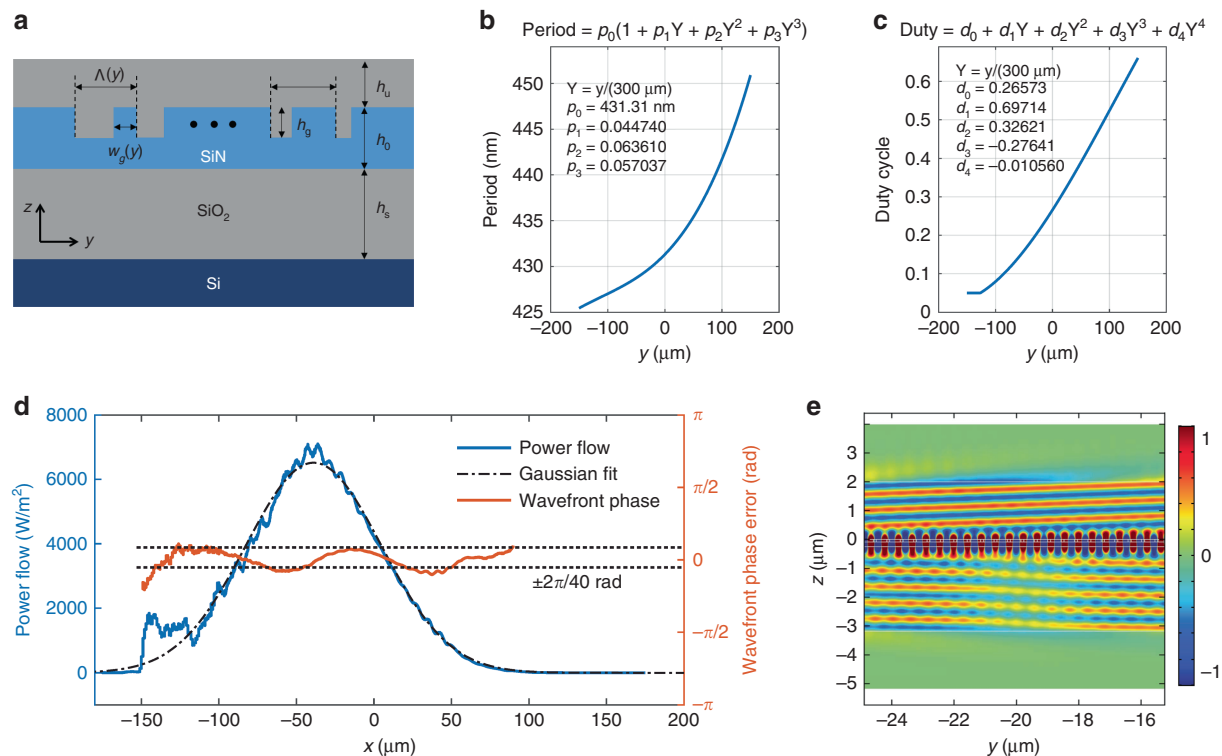 a
Λ(y)
h_u
h_g
h_0
w_g(y)
SiN
SiO₂
h_s
z
y
Si
b
Period = p₀(1 + p₁Y + p₂Y² + p₃Y³)
Y = y/(300 μm)
p₀ = 431.31 nm
p₁ = 0.044740
p₂ = 0.063610
p₃ = 0.057037
Period (nm)
450
445
440
435
430
425
−200 −100 0 100 200
y (μm)
c
Duty = d₀ + d₁Y + d₂Y² + d₃Y³ + d₄Y⁴
Y = y/(300 μm)
d₀ = 0.26573
d₁ = 0.69714
d₂ = 0.32621
d₃ = −0.27641
d₄ = −0.010560
Duty cycle
0.6
0.5
0.4
0.3
0.2
0.1
0
−200 −100 0 100 200
y (μm)
d
Power flow (W/m²)
8000
6000
4000
2000
0
Power flow
Gaussian fit
Wavefront phase
±2π/40 rad
π
π/2
0
−π/2
−π
Wavefront phase error (rad)
−150 −100 −50 0 50 100 150 200
x (μm)
e
z (μm)
3
2
1
0
−1
−2
−3
−4
−5
−24 −22 −20 −18 −16
y (μm)
1
0
−1